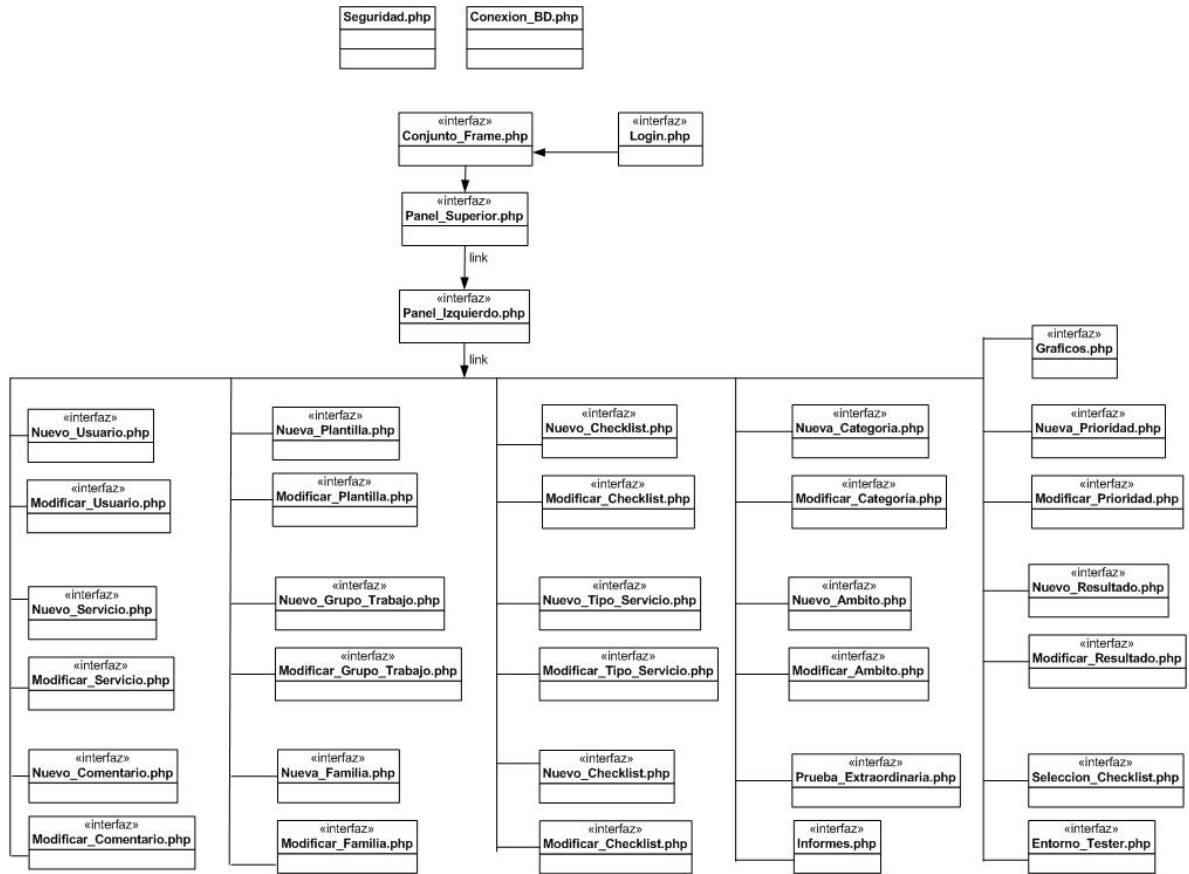 Seguridad.php
Conexion_BD.php
«interfaz»
Conjunto_Frame.php
«interfaz»
Login.php
«interfaz»
Panel_Superior.php
link
«interfaz»
Panel_Izquierdo.php
link
«interfaz»
Graficos.php
«interfaz»
Nuevo_Usuario.php
«interfaz»
Nueva_Plantilla.php
«interfaz»
Nuevo_Checklist.php
«interfaz»
Nueva_Categoria.php
«interfaz»
Nueva_Prioridad.php
«interfaz»
Modificar_Usuario.php
«interfaz»
Modificar_Plantilla.php
«interfaz»
Modificar_Checklist.php
«interfaz»
Modificar_Categoría.php
«interfaz»
Modificar_Prioridad.php
«interfaz»
Nuevo_Servicio.php
«interfaz»
Nuevo_Grupo_Trabajo.php
«interfaz»
Nuevo_Tipo_Servicio.php
«interfaz»
Nuevo_Ambito.php
«interfaz»
Nuevo_Resultado.php
«interfaz»
Modificar_Servicio.php
«interfaz»
Modificar_Grupo_Trabajo.php
«interfaz»
Modificar_Tipo_Servicio.php
«interfaz»
Modificar_Ambito.php
«interfaz»
Modificar_Resultado.php
«interfaz»
Nuevo_Comentario.php
«interfaz»
Nueva_Familia.php
«interfaz»
Nuevo_Checklist.php
«interfaz»
Prueba_Extraordinaria.php
«interfaz»
Seleccion_Checklist.php
«interfaz»
Modificar_Comentario.php
«interfaz»
Modificar_Familia.php
«interfaz»
Modificar_Checklist.php
«interfaz»
Informes.php
«interfaz»
Entorno_Tester.php